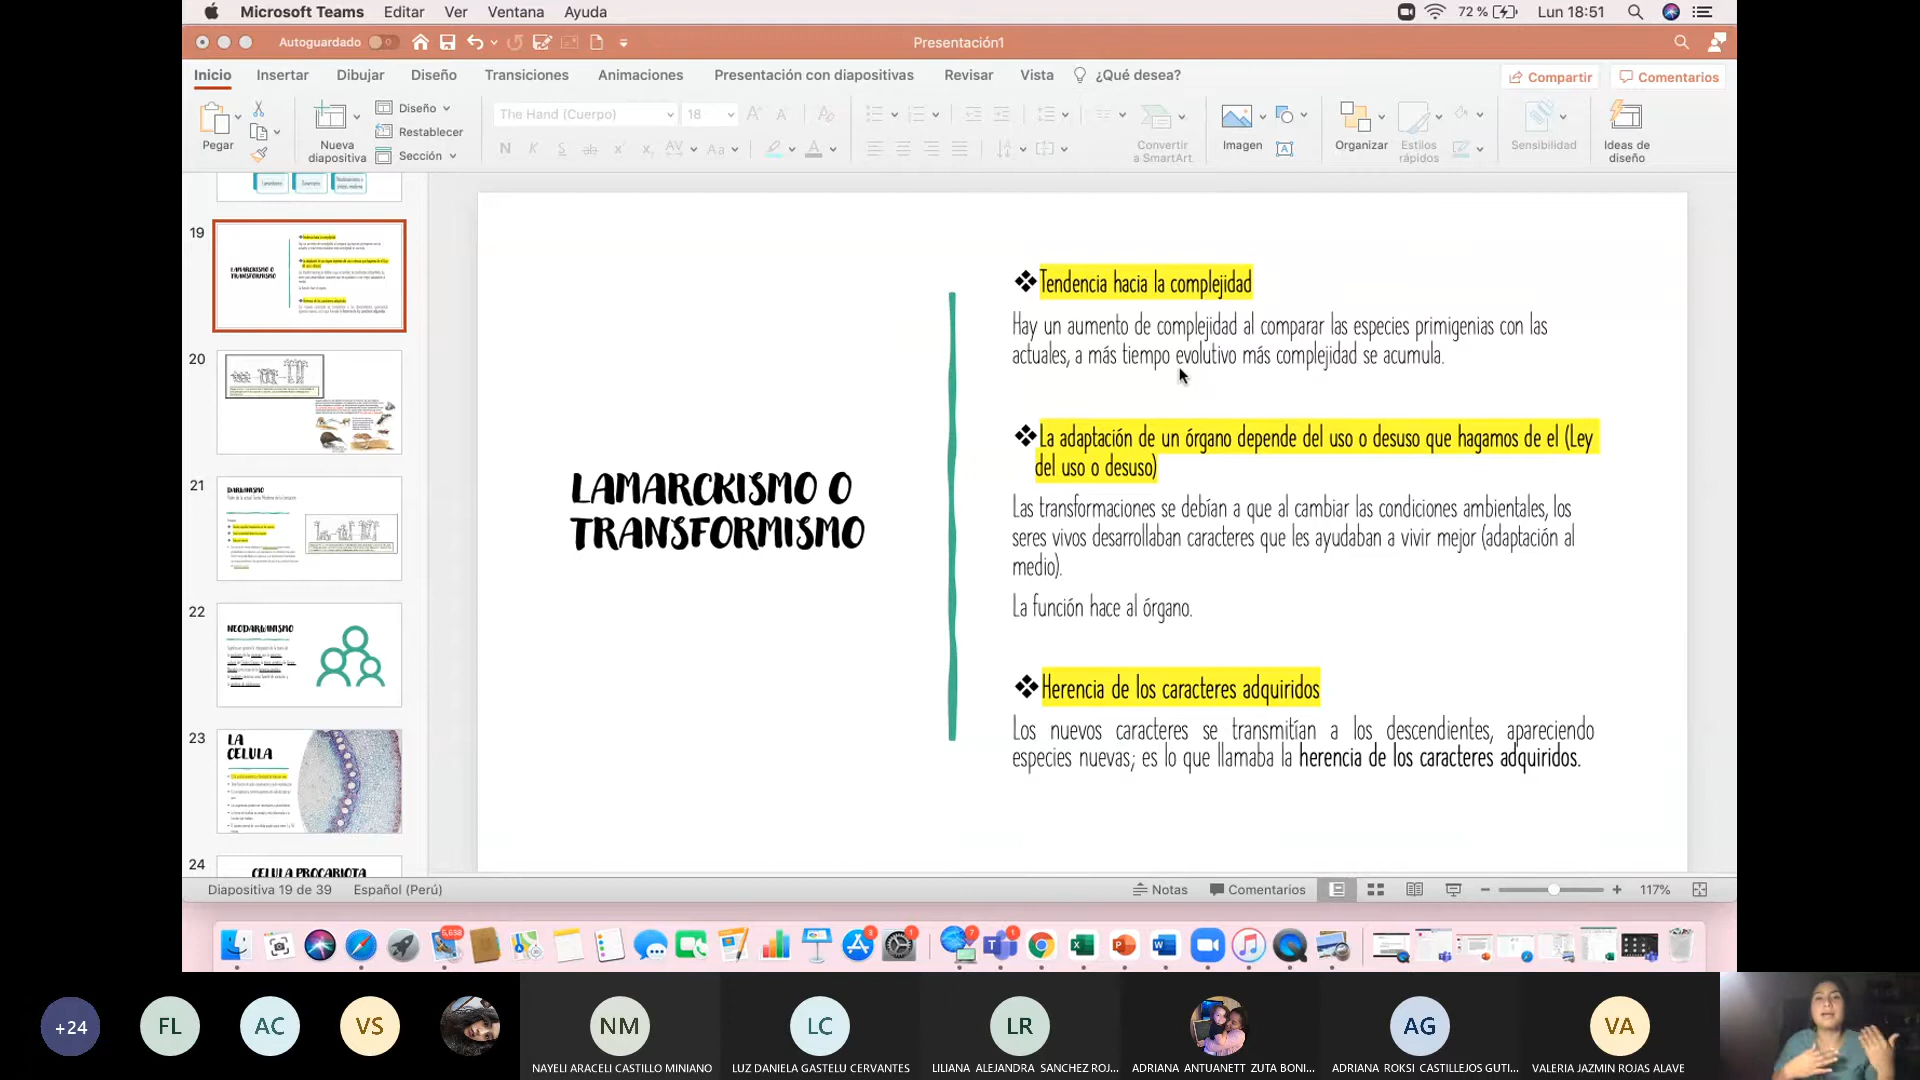 Microsoft Teams Editar Ver Ventana Ayuda 72 % Lun 18:51
Autoguardado Presentación1
Inicio Insertar Dibujar Diseño Transiciones Animaciones Presentación con diapositivas Revisar Vista ¿Qué desea? Compartir Comentarios
Pegar
Nueva diapositiva
Diseño
Restablecer
Sección
The Hand (Cuerpo) 18
Convertir a SmartArt
Imagen
Organizar
Estilos rápidos
Sensibilidad
Ideas de diseño
19
LAMARCKISMO O
TRANSFORMISMO
20
21
DARWINISMO
22
NEODARWINISMO
23
LA
CELULA
24
CELULA PROCARIOTA
LAMARCKISMO O
TRANSFORMISMO
❖Tendencia hacia la complejidad
Hay un aumento de complejidad al comparar las especies primigenias con las
actuales, a más tiempo evolutivo más complejidad se acumula.
❖La adaptación de un órgano depende del uso o desuso que hagamos de el (Ley
del uso o desuso)
Las transformaciones se debían a que al cambiar las condiciones ambientales, los
seres vivos desarrollaban caracteres que les ayudaban a vivir mejor (adaptación al
medio).
La función hace al órgano.
❖Herencia de los caracteres adquiridos
Los nuevos caracteres se transmitían a los descendientes, apareciendo
especies nuevas; es lo que llamaba la herencia de los caracteres adquiridos.
Diapositiva 19 de 39 Español (Perú) Notas Comentarios 117%
5,638 3 1 7 1
+24 FL AC VS NM LC LR AG VA
NAYELI ARACELI CASTILLO MINIANO LUZ DANIELA GASTELU CERVANTES LILIANA ALEJANDRA SANCHEZ ROJ... ADRIANA ANTUANETT ZUTA BONI... ADRIANA ROKSI CASTILLEJOS GUTI... VALERIA JAZMIN ROJAS ALAVE